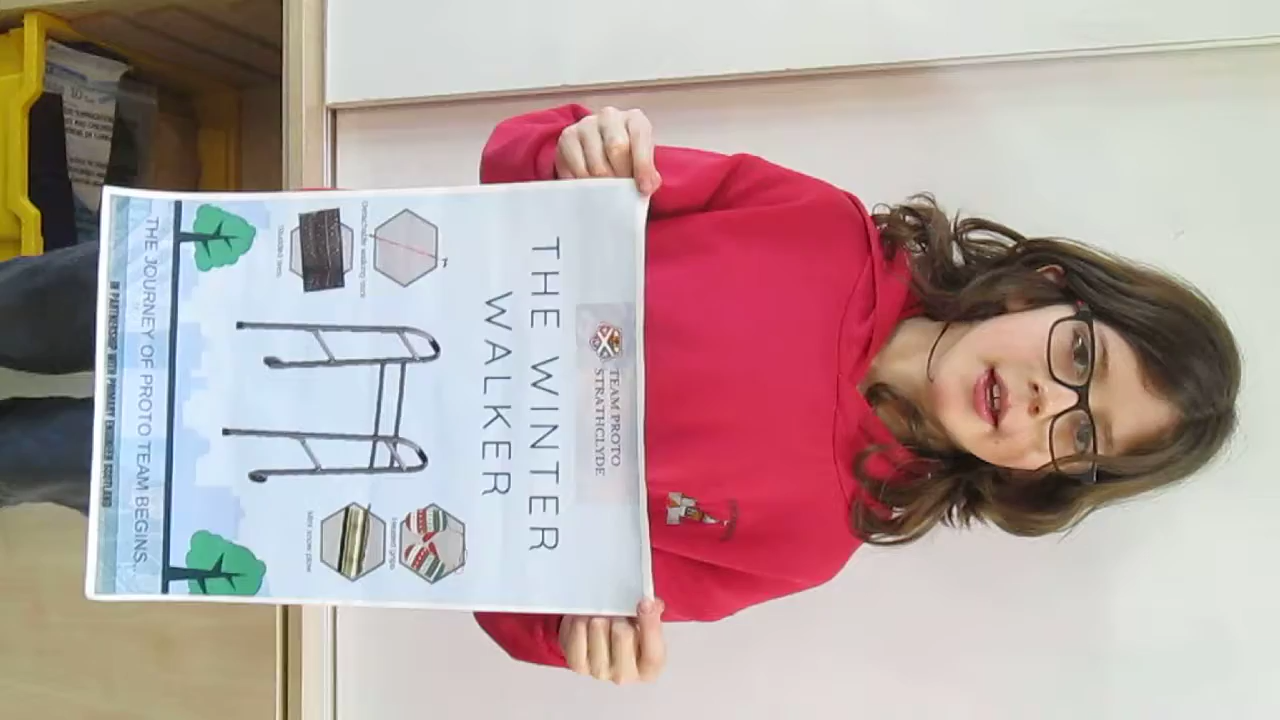 TEAM PROTO
STRATHCLYDE
THE WINTER
WALKER
Detachable walking stick
Heated grips
Mini snow plow
THE JOURNEY OF PROTO TEAM BEGINS..
IN PARTNERSHIP WITH PRIMARY ENGINEER SCOTLAND